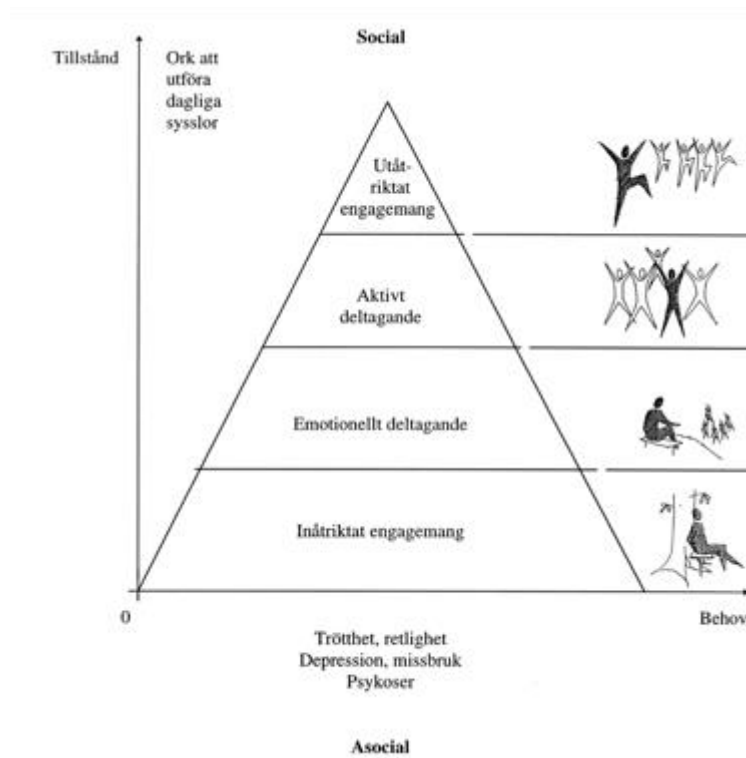 Social
Tillstånd
Ork att
utföra
dagliga
sysslor
Utåt-
riktat
engagemang
Aktivt
deltagande
Emotionellt deltagande
Inåtriktat engagemang
0
Behov
Trötthet, retlighet
Depression, missbruk
Psykoser
Asocial